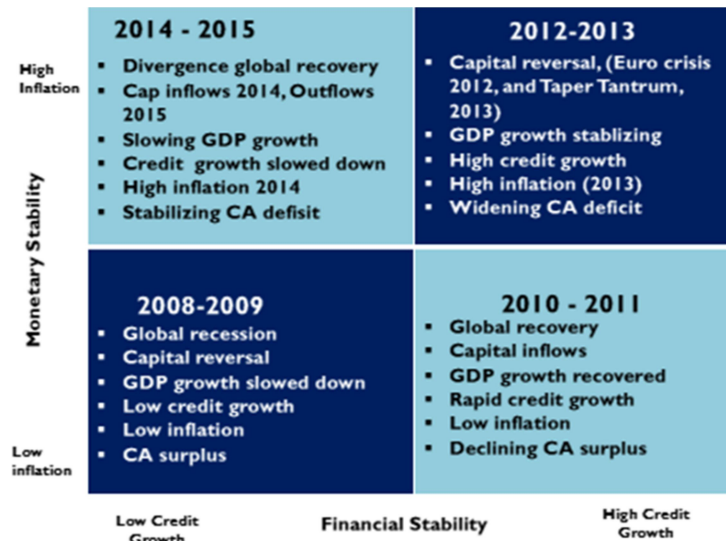 2014 - 2015
▪ Divergence global recovery
▪ Cap inflows 2014, Outflows
2015
▪ Slowing GDP growth
▪ Credit growth slowed down
▪ High inflation 2014
▪ Stabilizing CA defisit
2012-2013
▪ Capital reversal, (Euro crisis
2012, and Taper Tantrum,
2013)
▪ GDP growth stablizing
▪ High credit growth
▪ High inflation (2013)
▪ Widening CA deficit
High
Inflation
Monetary Stability
2008-2009
▪ Global recession
▪ Capital reversal
▪ GDP growth slowed down
▪ Low credit growth
▪ Low inflation
▪ CA surplus
2010 - 2011
▪ Global recovery
▪ Capital inflows
▪ GDP growth recovered
▪ Rapid credit growth
▪ Low inflation
▪ Declining CA surplus
Low
inflation
Low Credit
Growth
Financial Stability
High Credit
Growth